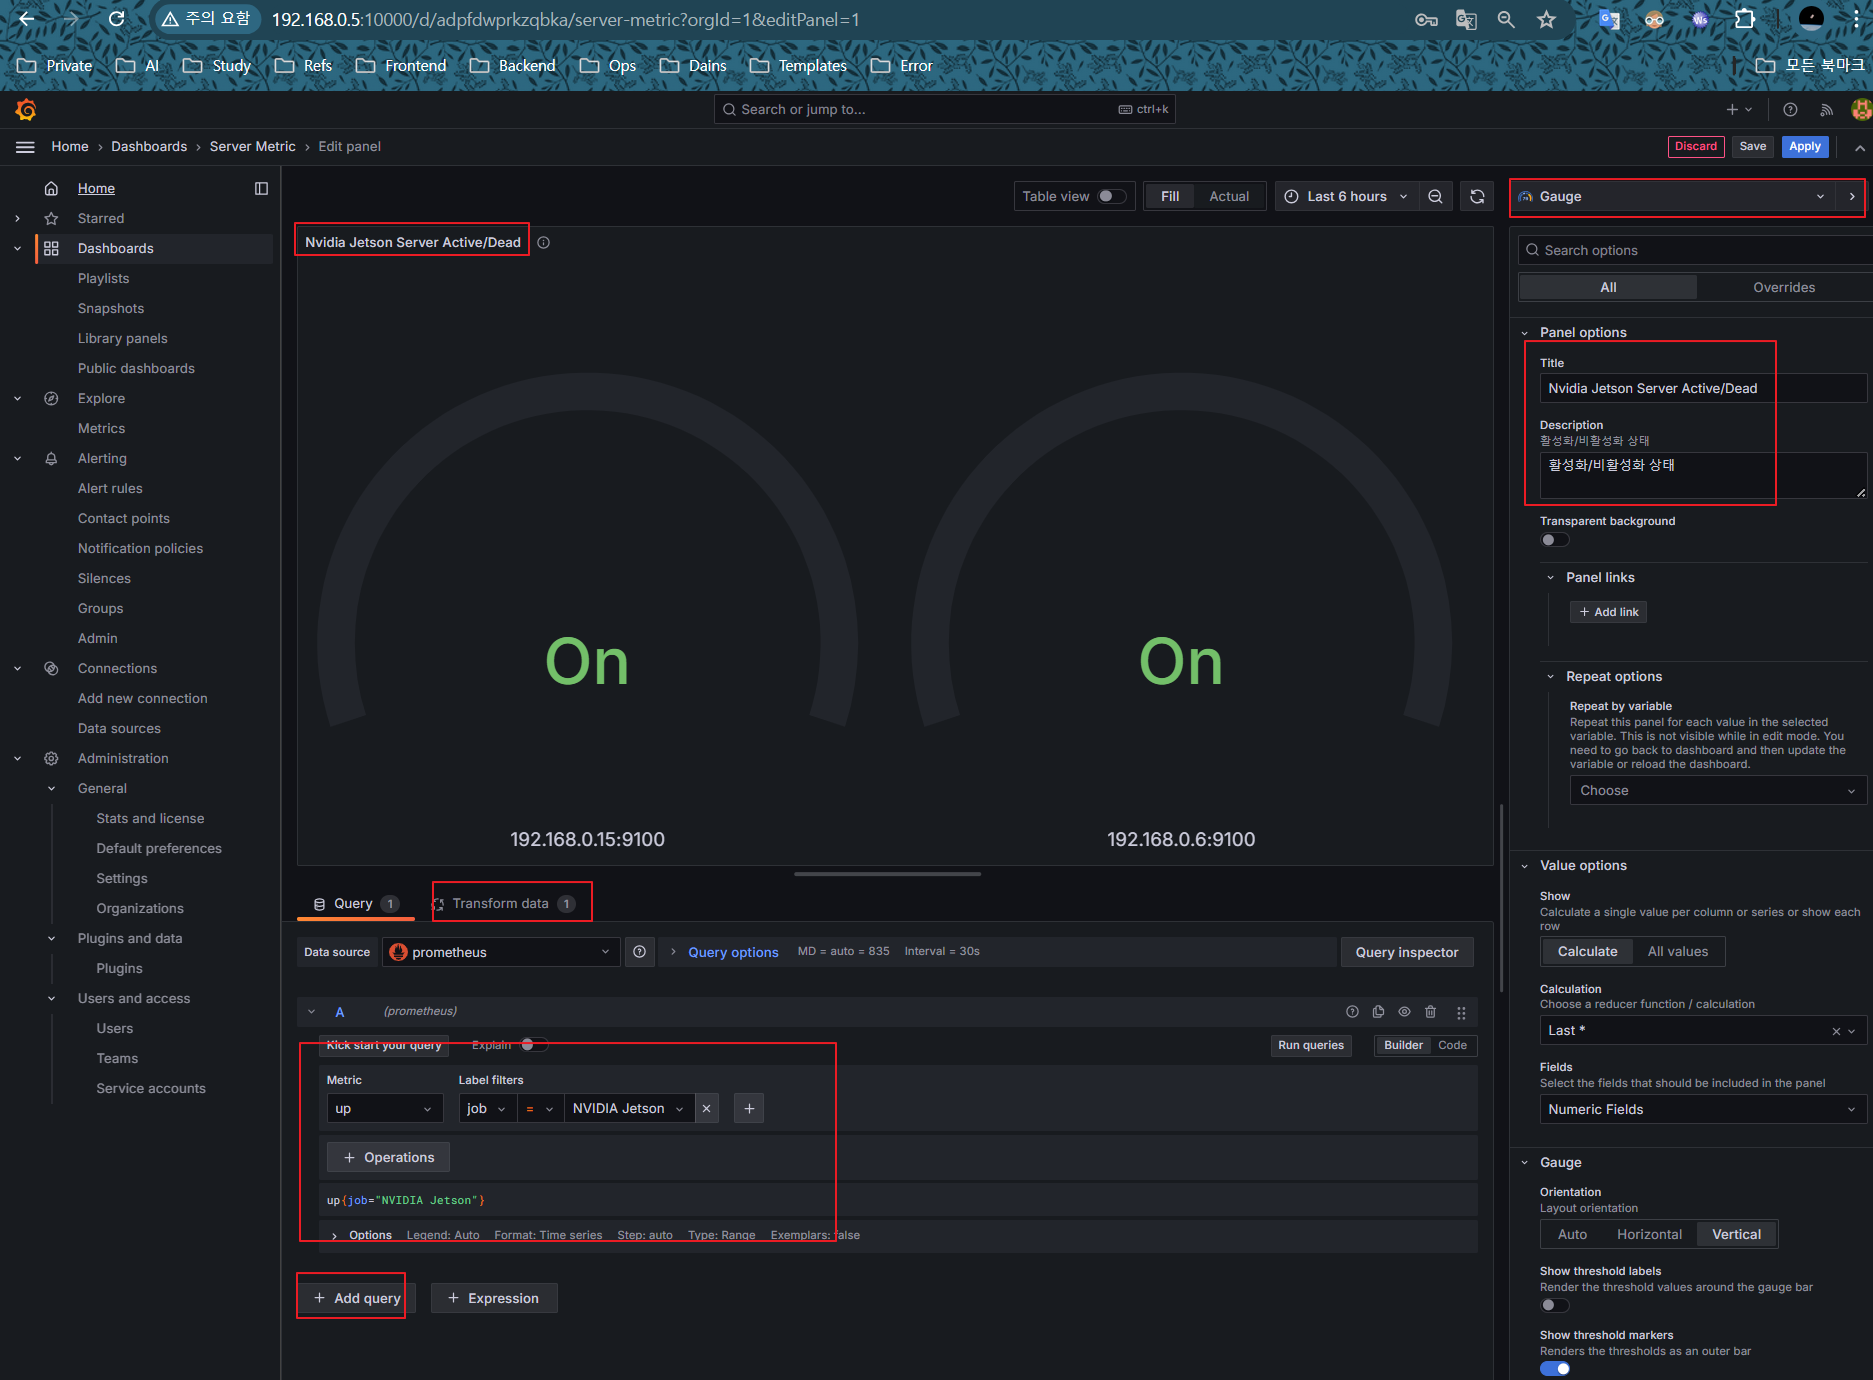 주의 요함
192.168.0.5:10000/d/adpfdwprkzqbka/server-metric?orgId=1&editPanel=1
Private
AI
Study
Refs
Frontend
Backend
Ops
Dains
Templates
Error
모든 북마크
Search or jump to...
ctrl+k
Home › Dashboards › Server Metric › Edit panel
Discard
Save
Apply
Home
Starred
Dashboards
Playlists
Snapshots
Library panels
Public dashboards
Explore
Metrics
Alerting
Alert rules
Contact points
Notification policies
Silences
Groups
Admin
Connections
Add new connection
Data sources
Administration
General
Stats and license
Default preferences
Settings
Organizations
Plugins and data
Plugins
Users and access
Users
Teams
Service accounts
Table view
Fill
Actual
Last 6 hours
Nvidia Jetson Server Active/Dead
On
On
192.168.0.15:9100
192.168.0.6:9100
Query 1
Transform data 1
Data source
prometheus
Query options
MD = auto = 835
Interval = 30s
Query inspector
A
(prometheus)
Kick start your query
Explain
Run queries
Builder
Code
Metric
Label filters
up
job
=
NVIDIA Jetson
+ Operations
up{job="NVIDIA Jetson"}
Options
Legend: Auto
Format: Time series
Step: auto
Type: Range
Exemplars: false
+ Add query
+ Expression
Gauge
Search options
All
Overrides
Panel options
Title
Nvidia Jetson Server Active/Dead
Description
활성화/비활성화 상태
활성화/비활성화 상태
Transparent background
Panel links
+ Add link
Repeat options
Repeat by variable
Repeat this panel for each value in the selected
variable. This is not visible while in edit mode. You
need to go back to dashboard and then update the
variable or reload the dashboard.
Choose
Value options
Show
Calculate a single value per column or series or show each
row
Calculate
All values
Calculation
Choose a reducer function / calculation
Last *
Fields
Select the fields that should be included in the panel
Numeric Fields
Gauge
Orientation
Layout orientation
Auto
Horizontal
Vertical
Show threshold labels
Render the threshold values around the gauge bar
Show threshold markers
Renders the thresholds as an outer bar